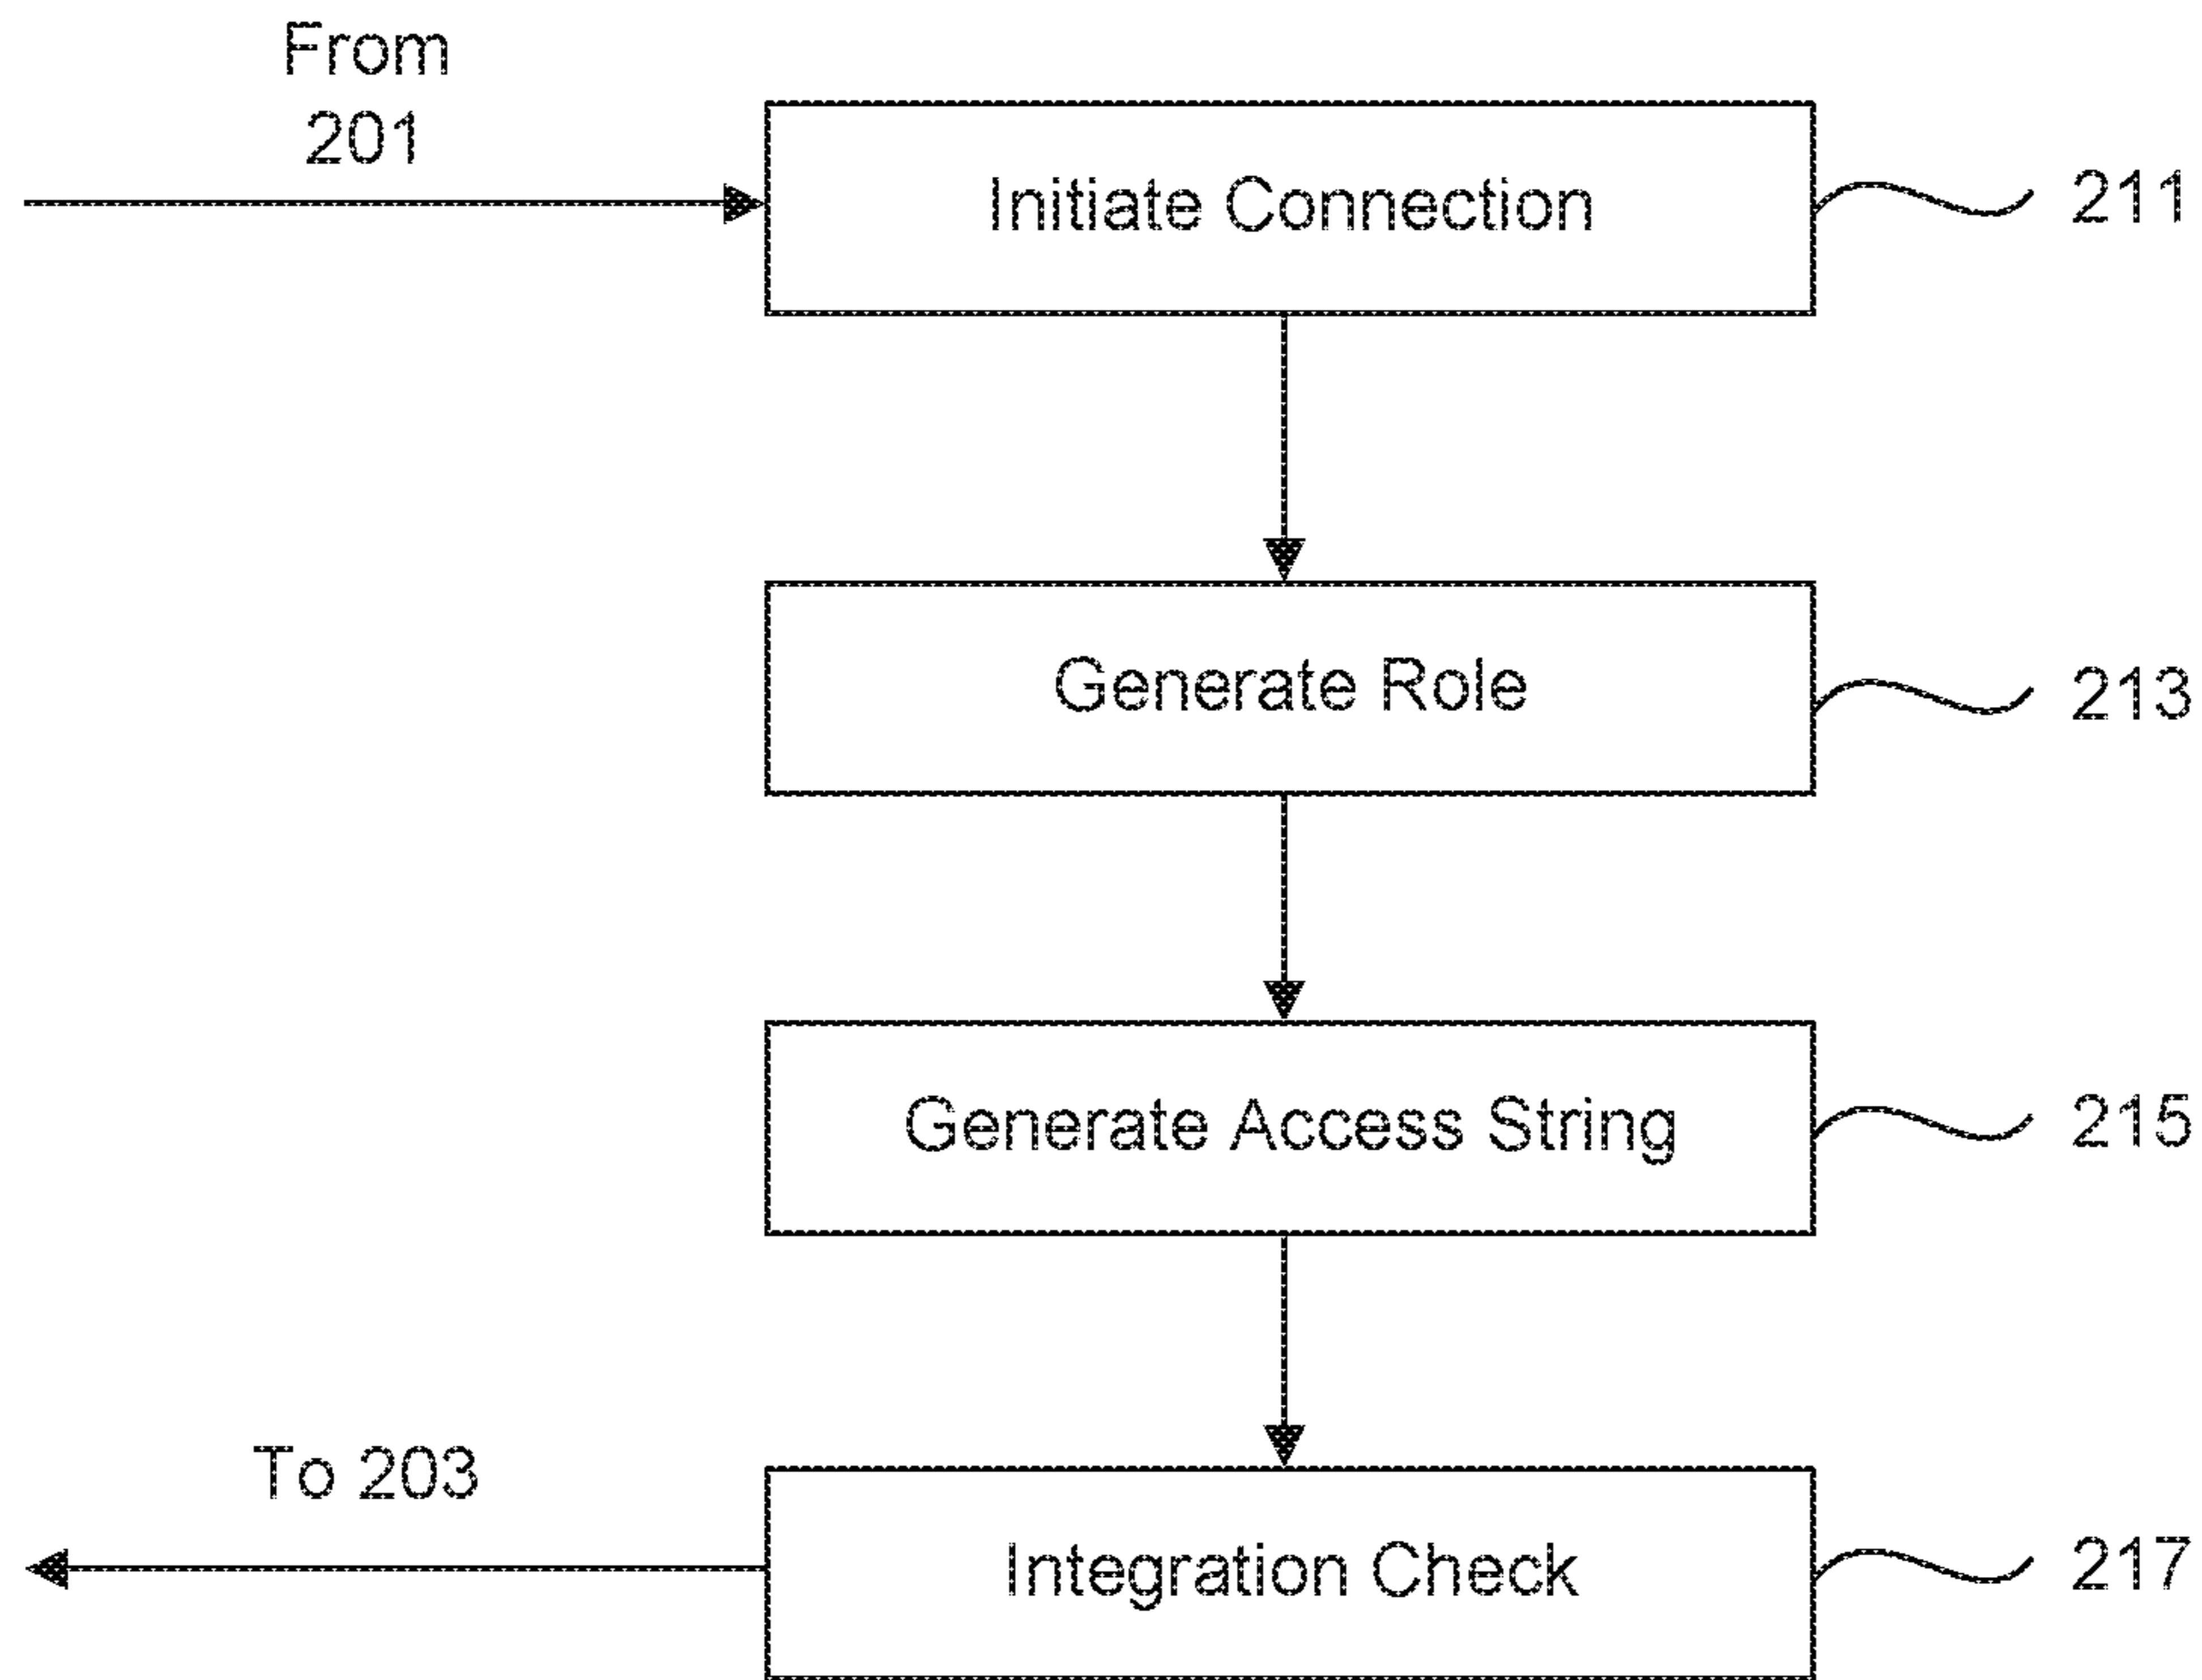 From
201
Initiate Connection
211
Generate Role
213
Generate Access String
215
To 203
Integration Check
217